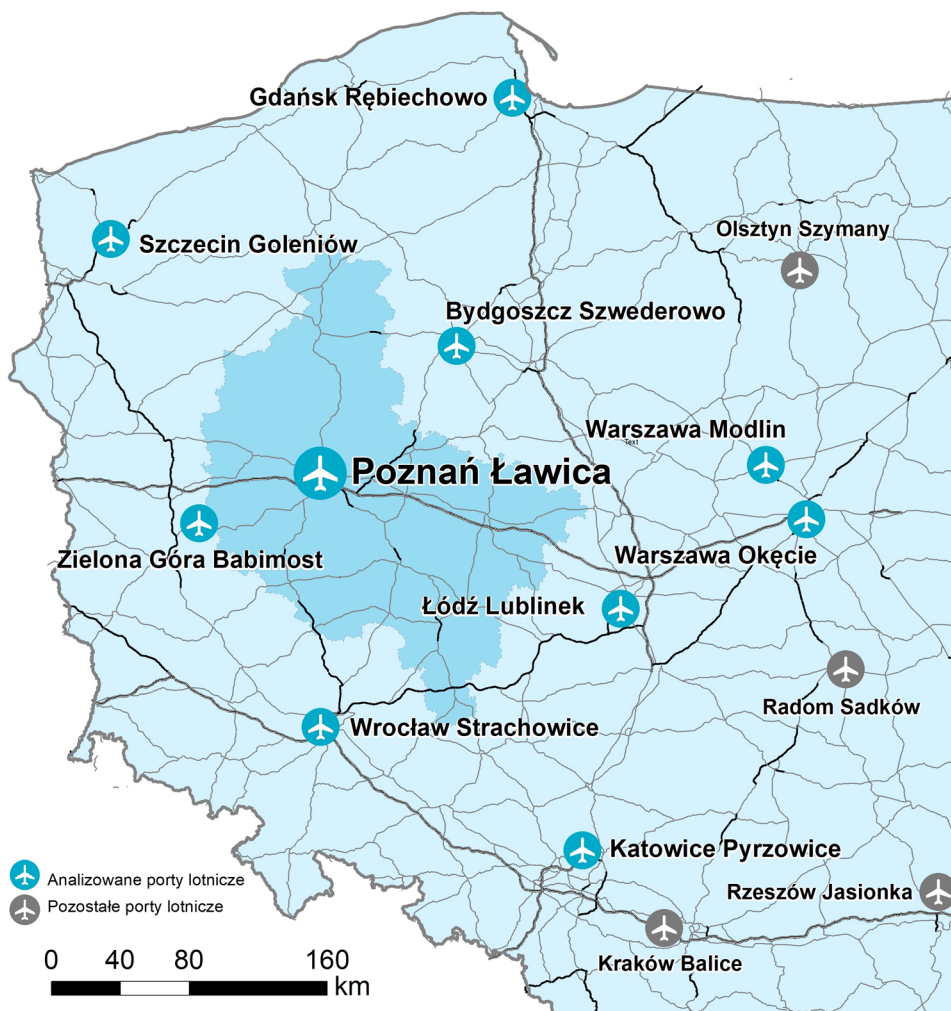 Gdańsk Rębiechowo
Olsztyn Szymany
Szczecin Goleniów
Bydgoszcz Szwederowo
Warszawa Modlin
Text
Poznań Ławica
Warszawa Okęcie
Zielona Góra Babimost
Łódź Lublinek
Radom Sadków
Wrocław Strachowice
Katowice Pyrzowice
Analizowane porty lotnicze
Rzeszów Jasionka
Pozostałe porty lotnicze
Kraków Balice
0 40 80 160
km